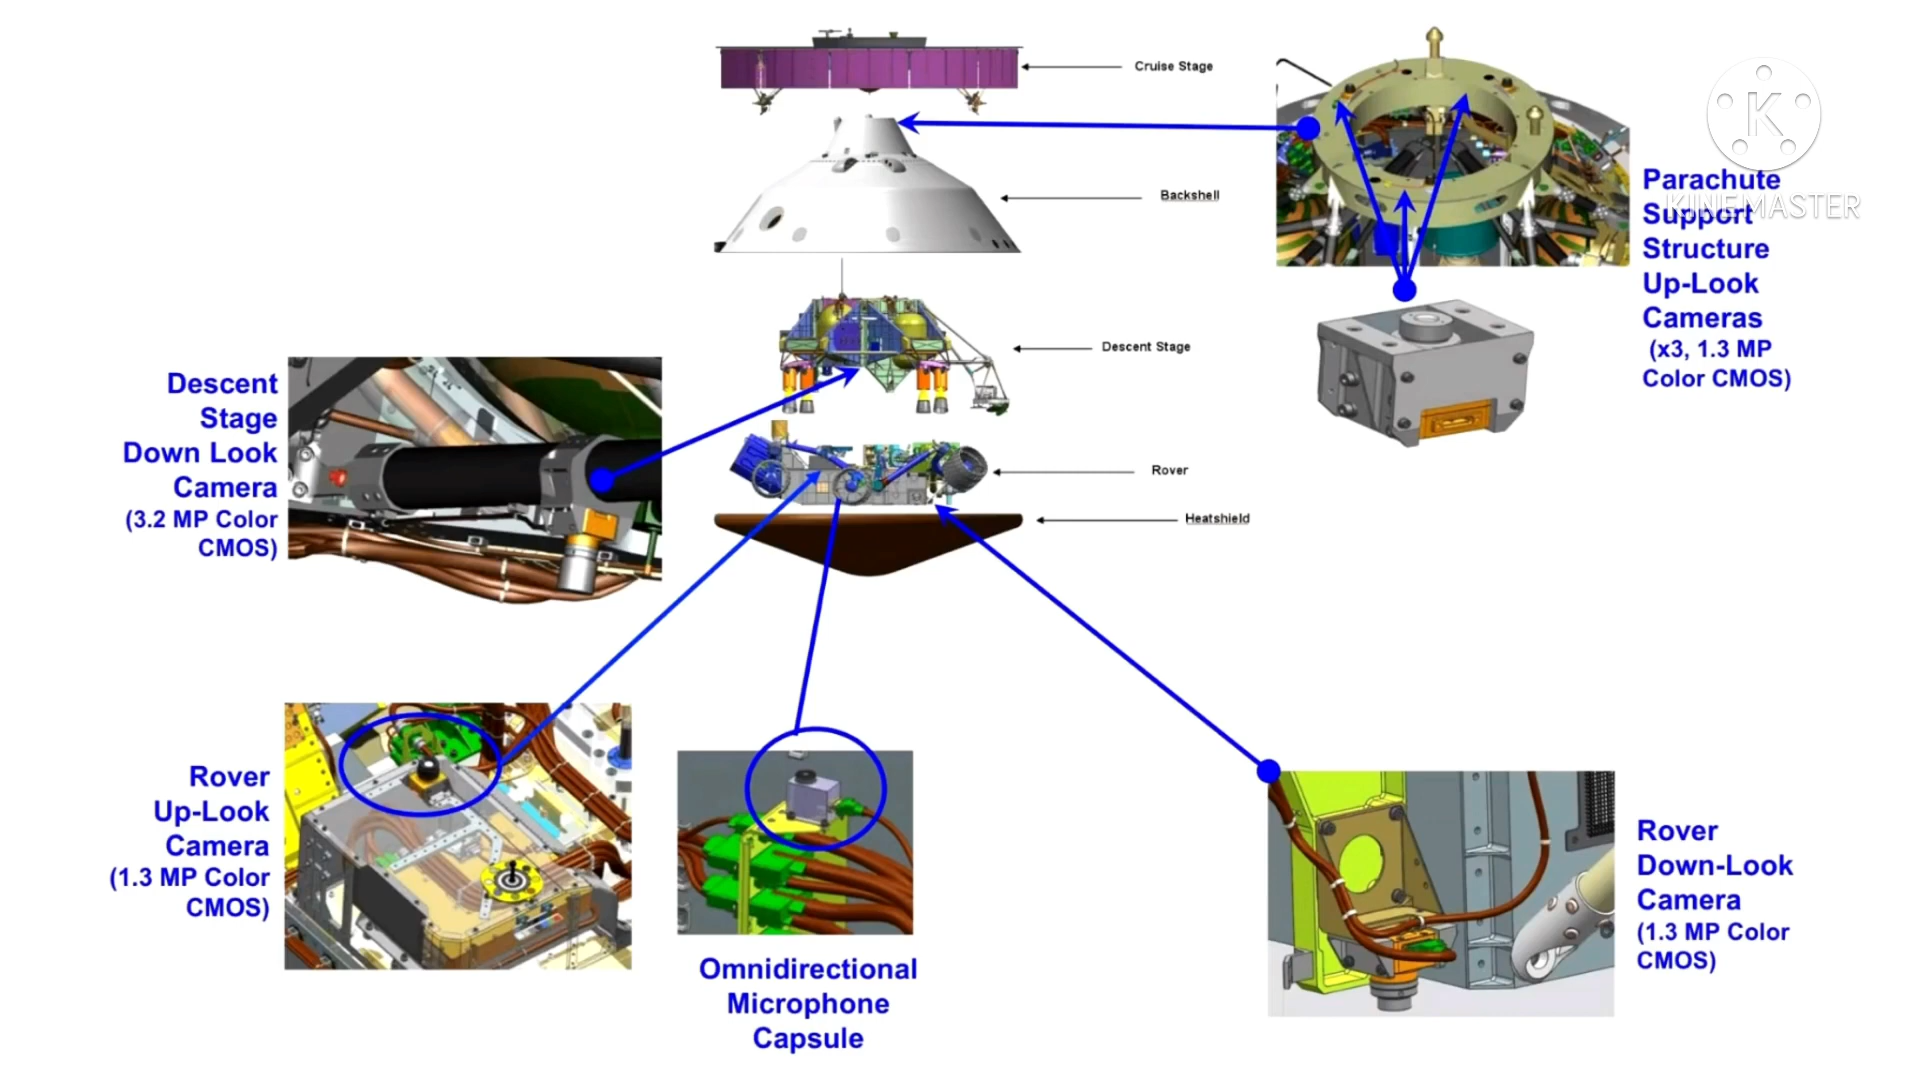 Cruise Stage
K
KINEMASTER
Backshell
Parachute
Support
Structure
Up-Look
Cameras
(x3, 1.3 MP
Color CMOS)
Descent Stage
Descent
Stage
Down Look
Camera
(3.2 MP Color
CMOS)
Rover
Heatshield
Rover
Up-Look
Camera
(1.3 MP Color
CMOS)
Omnidirectional
Microphone
Capsule
Rover
Down-Look
Camera
(1.3 MP Color
CMOS)